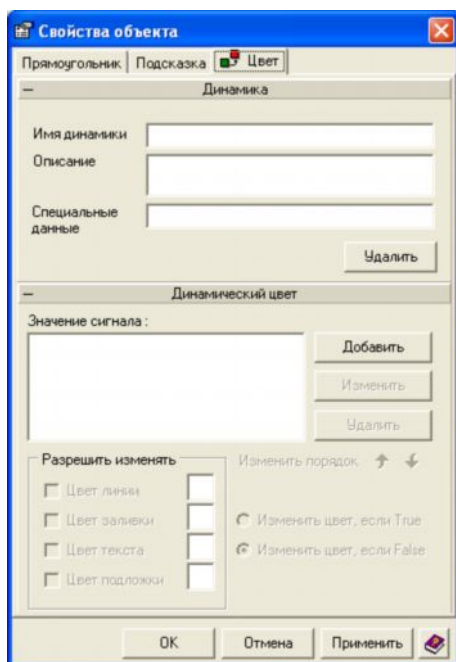 Свойства объекта
Прямоугольник Подсказка Цвет
Динамика
Имя динамики
Описание
Специальные
данные
Удалить
Динамический цвет
Значение сигнала :
Добавить
Изменить
Удалить
Разрешить изменять Изменить порядок
Цвет линии
Цвет заливки Изменить цвет, если True
Цвет текста Изменить цвет, если False
Цвет подложки
OK Отмена Применить